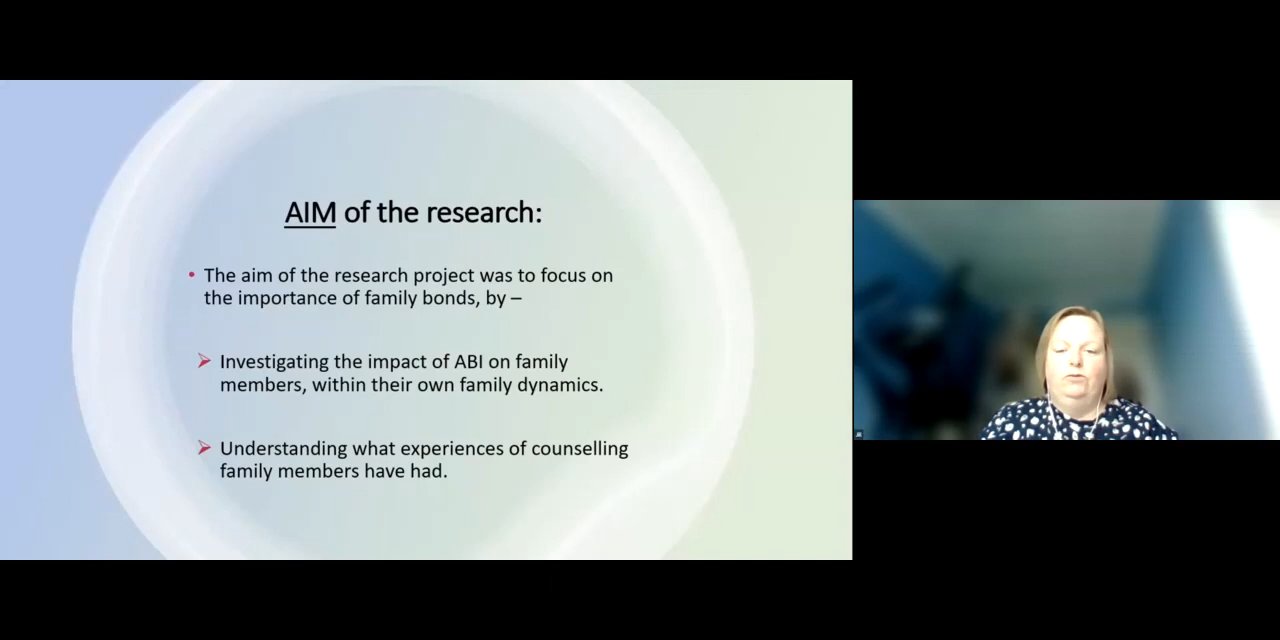 AIM of the research:
• The aim of the research project was to focus on
the importance of family bonds, by –
➢ Investigating the impact of ABI on family
members, within their own family dynamics.
➢ Understanding what experiences of counselling
family members have had.